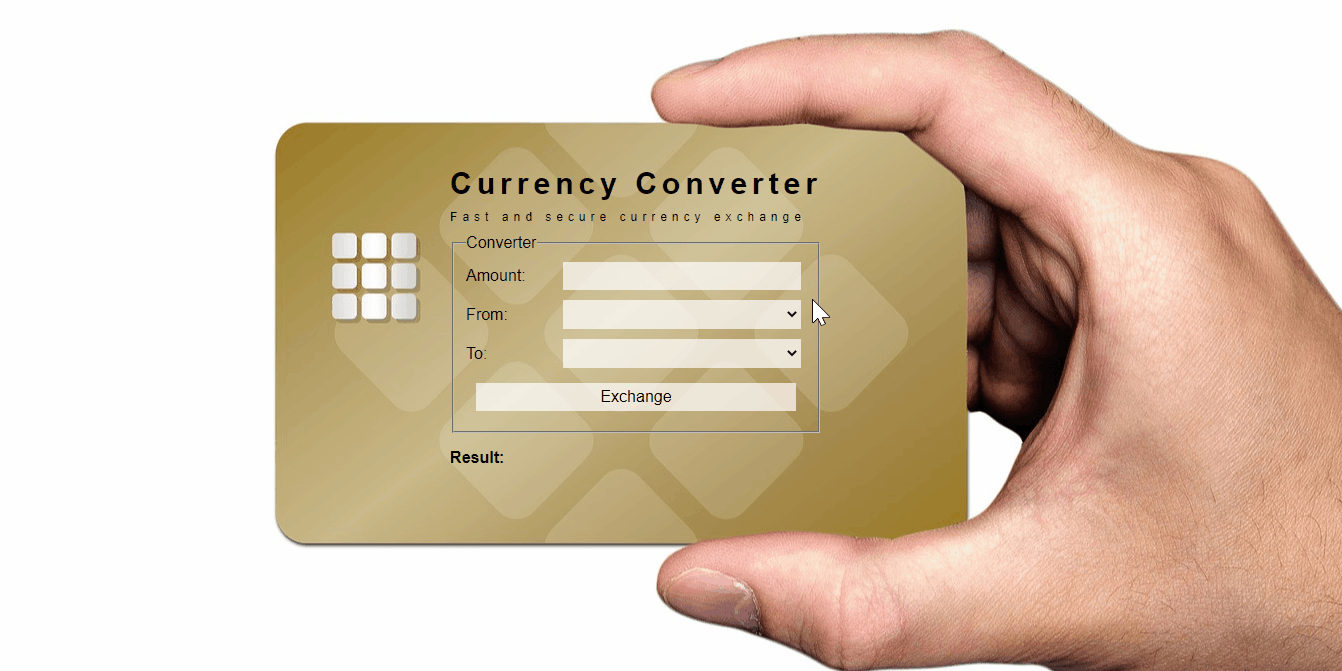 Currency Converter
Fast and secure currency exchange
Converter
Amount:
From:
To:
Exchange
Result: